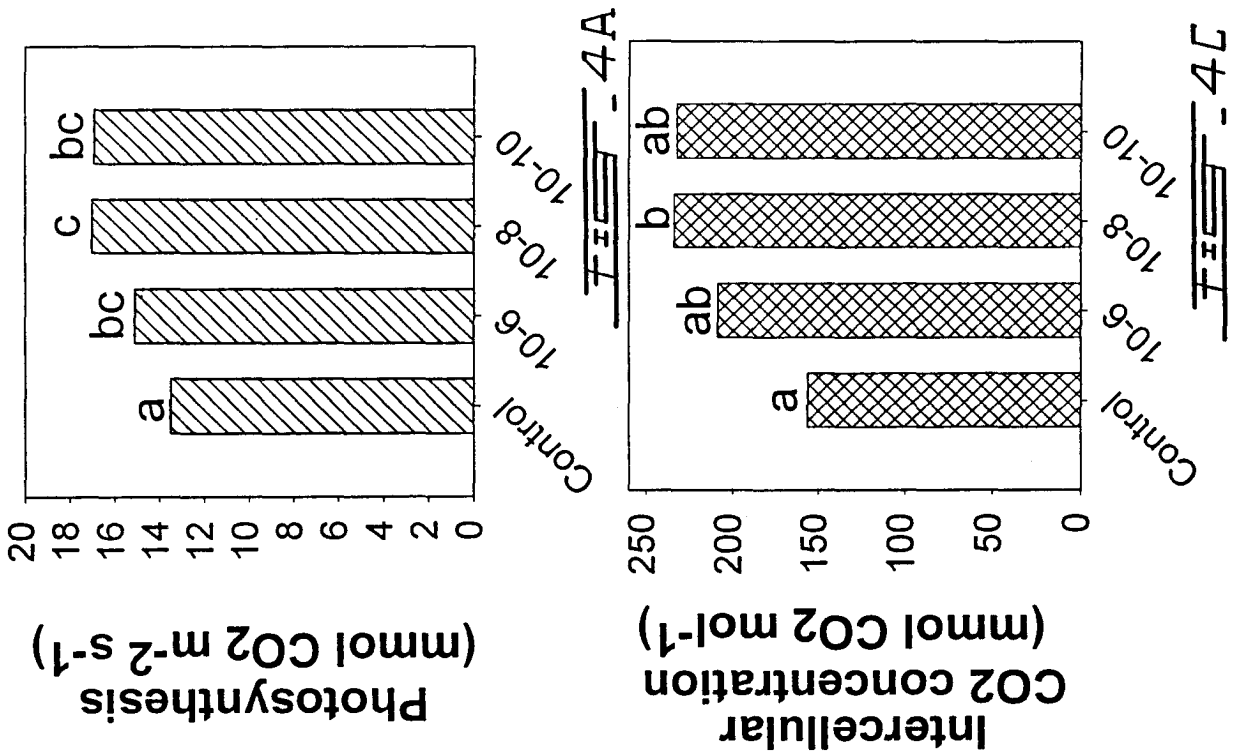 Photosynthesis
(mmol CO2 m-2 s-1)
20
18
16
14
12
10
8
6
4
2
0
a
bc
c
bc
Control
10-6
10-8
10-10
FIG - 4A
Intercellular
CO2 concentration
(mmol CO2 mol-1)
250
200
150
100
50
0
a
ab
b
ab
Control
10-6
10-8
10-10
FIG - 4C